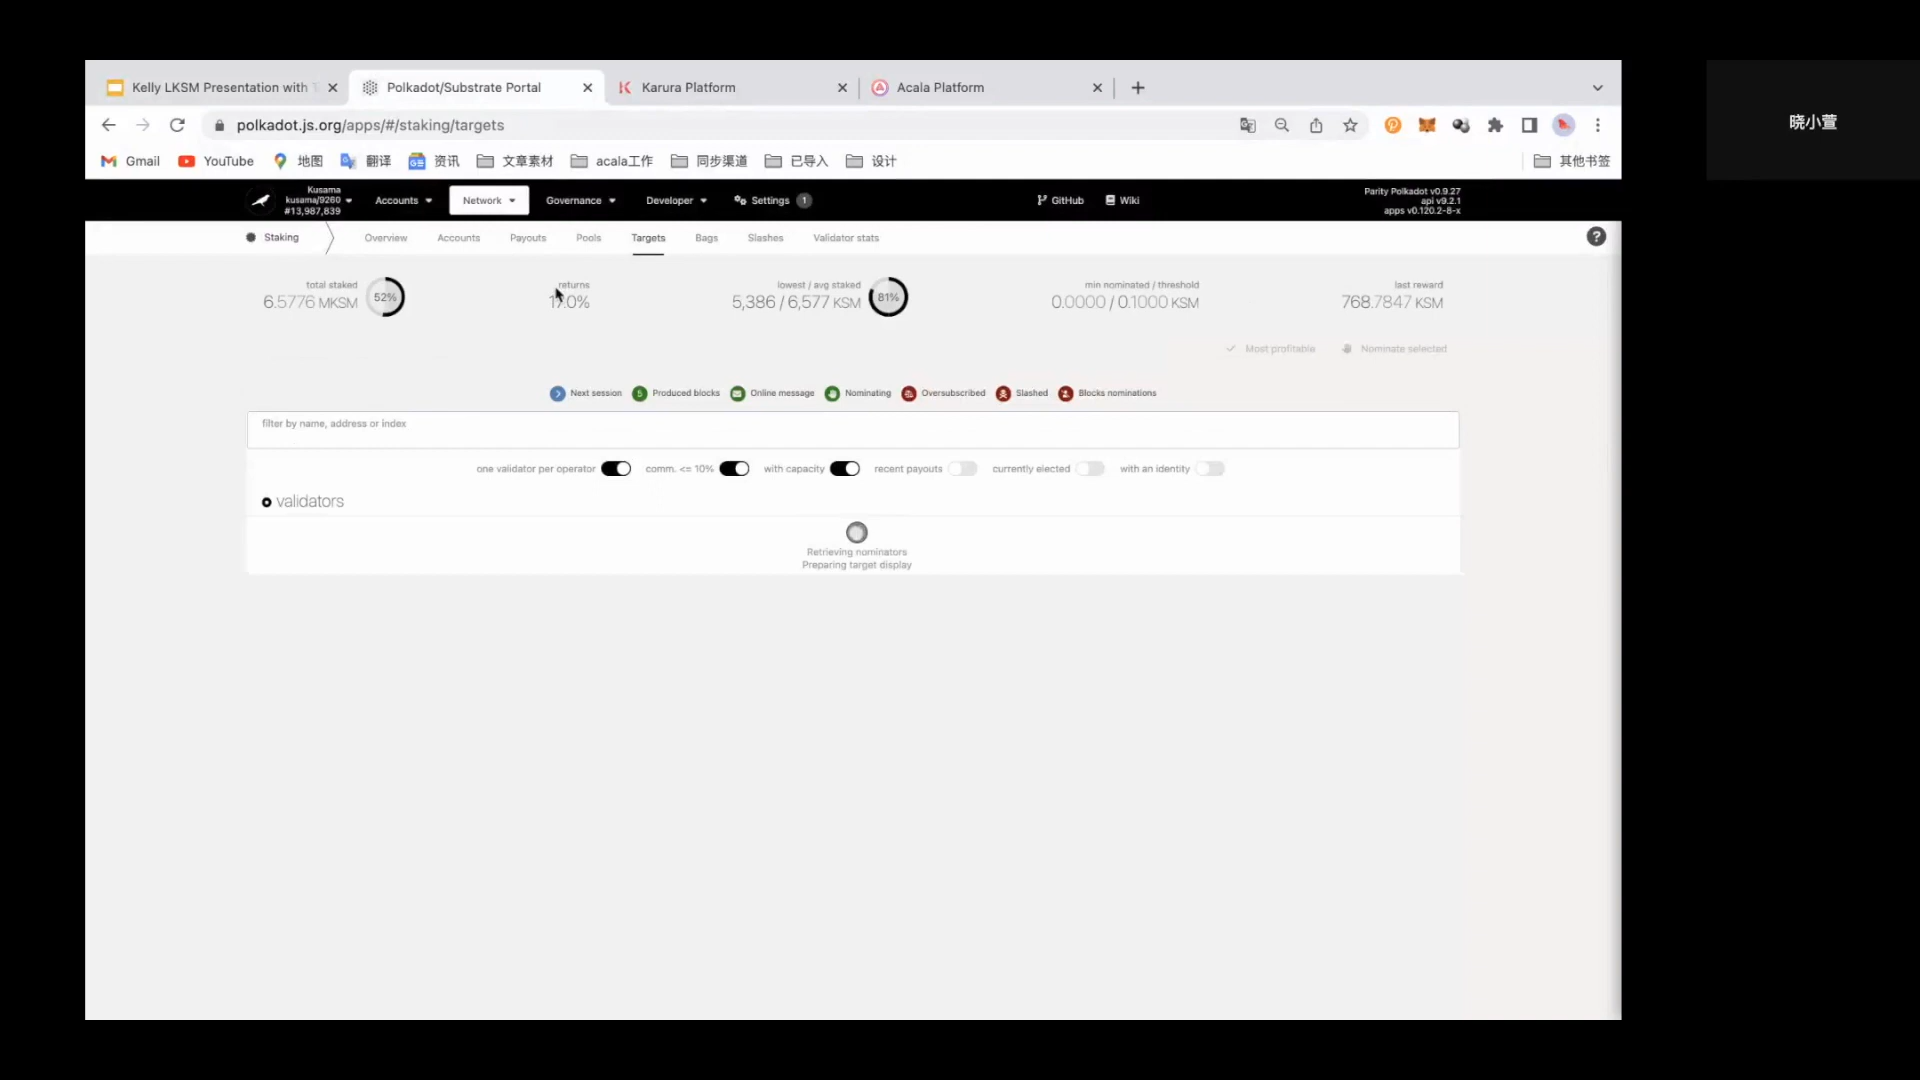 Kelly LKSM Presentation with
Polkadot/Substrate Portal
Karura Platform
Acala Platform
polkadot.js.org/apps/#/staking/targets
Gmail
YouTube
地图
翻译
资讯
文章素材
acala工作
同步渠道
已导入
设计
其他书签
Kusama
kusama/9260
#13,987,839
Accounts
Network
Governance
Developer
Settings 1
GitHub
Wiki
Parity Polkadot v0.9.27
api v9.2.1
apps v0.120.2-8-x
Staking
Overview
Accounts
Payouts
Pools
Targets
Bags
Slashes
Validator stats
?
total staked
6.5776 MKSM
52%
returns
17.0%
lowest / avg staked
5,386 / 6,577 KSM
81%
min nominated / threshold
0.0000 / 0.1000 KSM
last reward
768.7847 KSM
Most profitable
Nominate selected
Next session
5 Produced blocks
Online message
Nominating
Oversubscribed
Slashed
Blocks nominations
filter by name, address or index
one validator per operator
comm. <= 10%
with capacity
recent payouts
currently elected
with an identity
validators
Retrieving nominators
Preparing target display
晓小萱